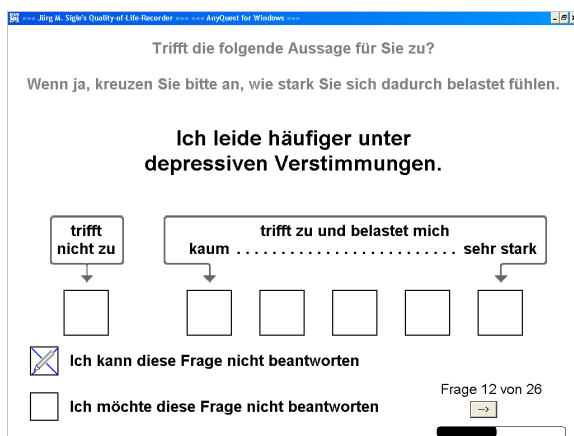 ««« Jörg M. Sigle's Quality-of-Life-Recorder »»» ««« AnyQuest for Windows »»»
Trifft die folgende Aussage für Sie zu?
Wenn ja, kreuzen Sie bitte an, wie stark Sie sich dadurch belastet fühlen.
Ich leide häufiger unter
depressiven Verstimmungen.
trifft
nicht zu
trifft zu und belastet mich
kaum . . . . . . . . . . . . . . . . . . . . . . . . . sehr stark
Ich kann diese Frage nicht beantworten
Ich möchte diese Frage nicht beantworten
Frage 12 von 26
-->